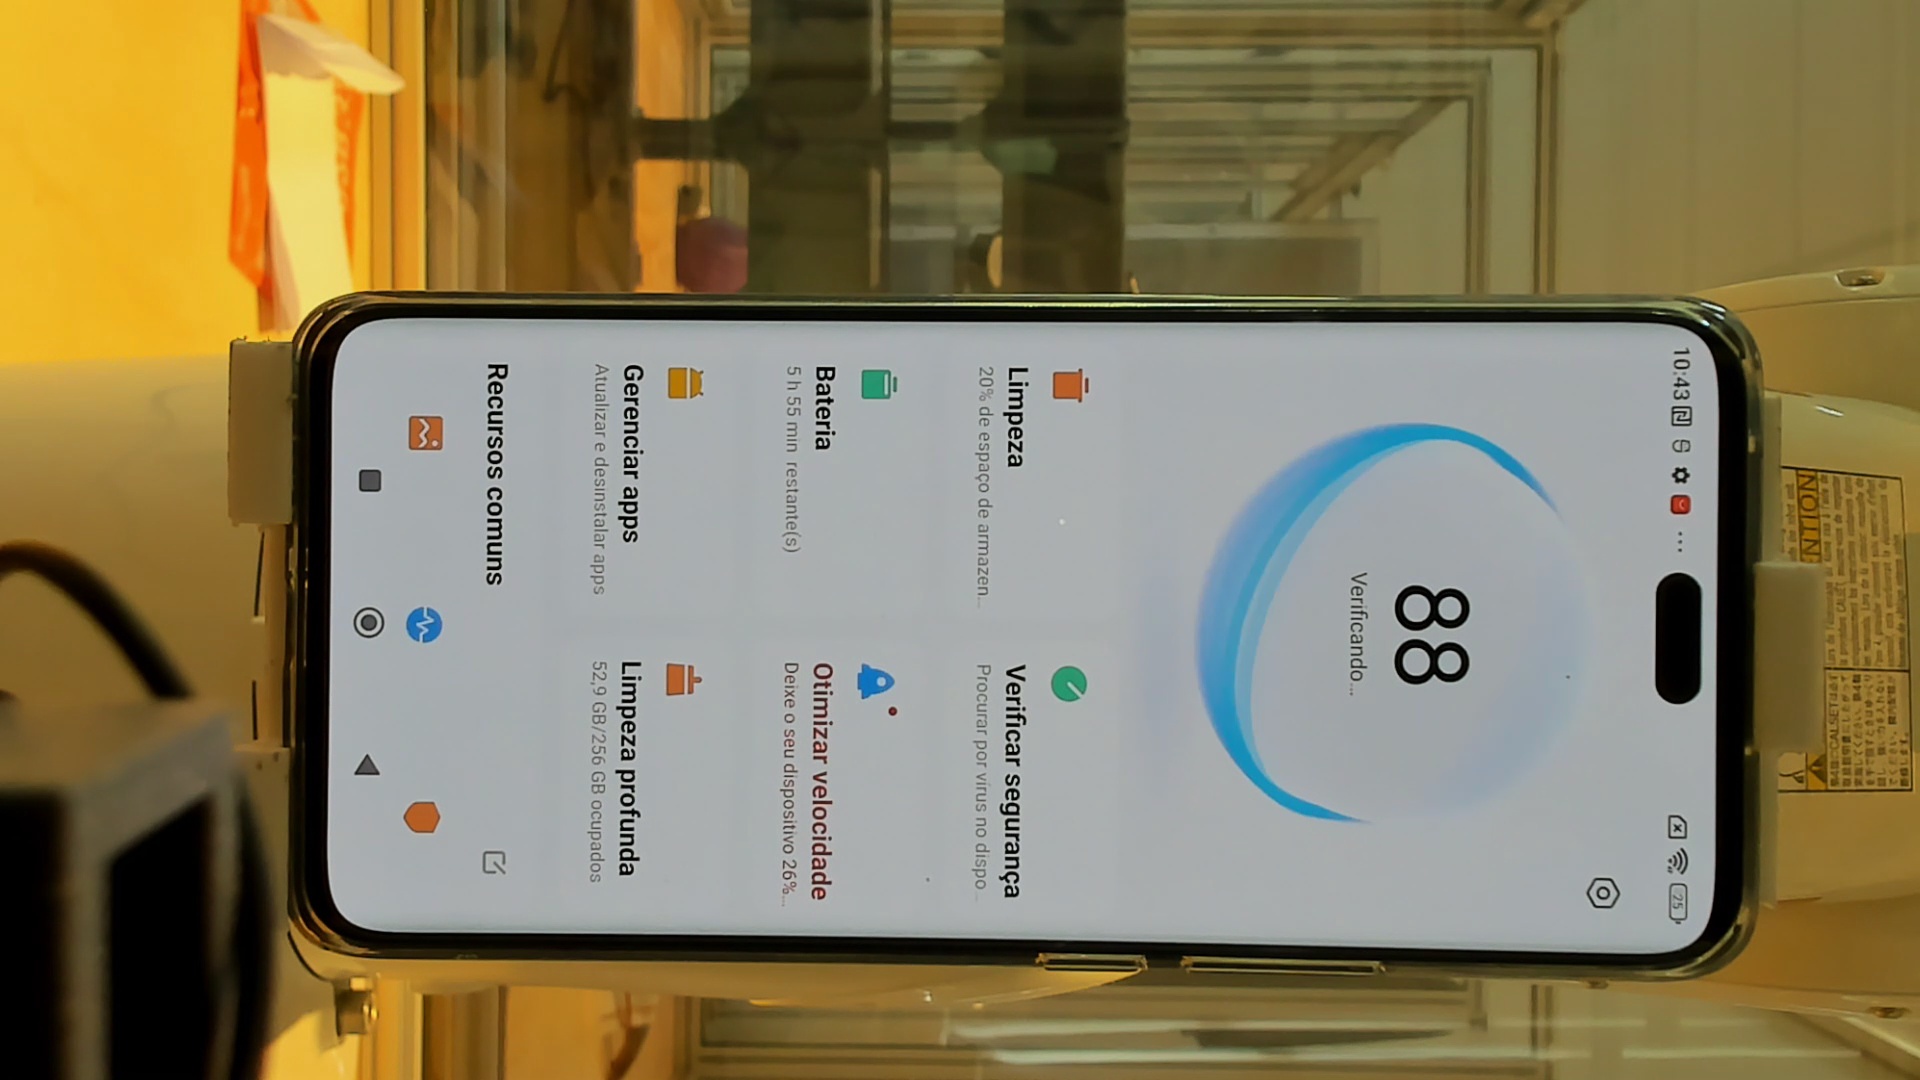 10:43
25
88
Verificando...
Limpeza
20% de espaço de armazen...
Verificar segurança
Procurar por vírus no dispo...
Bateria
5 h 55 min restante(s)
Otimizar velocidade
Deixe o seu dispositivo 26%...
Gerenciar apps
Atualizar e desinstalar apps
Limpeza profunda
52,9 GB/256 GB ocupados
Recursos comuns